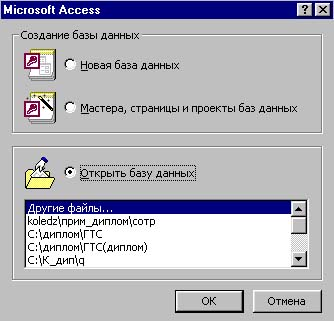 Microsoft Access
Создание базы данных
Новая база данных
Мастера, страницы и проекты баз данных
Открыть базу данных
Другие файлы...
koledz\прим_диплом\сотр
C:\диплом\ГТС
C:\диплом\ГТС(диплом)
C:\К_дип\q
OK
Отмена